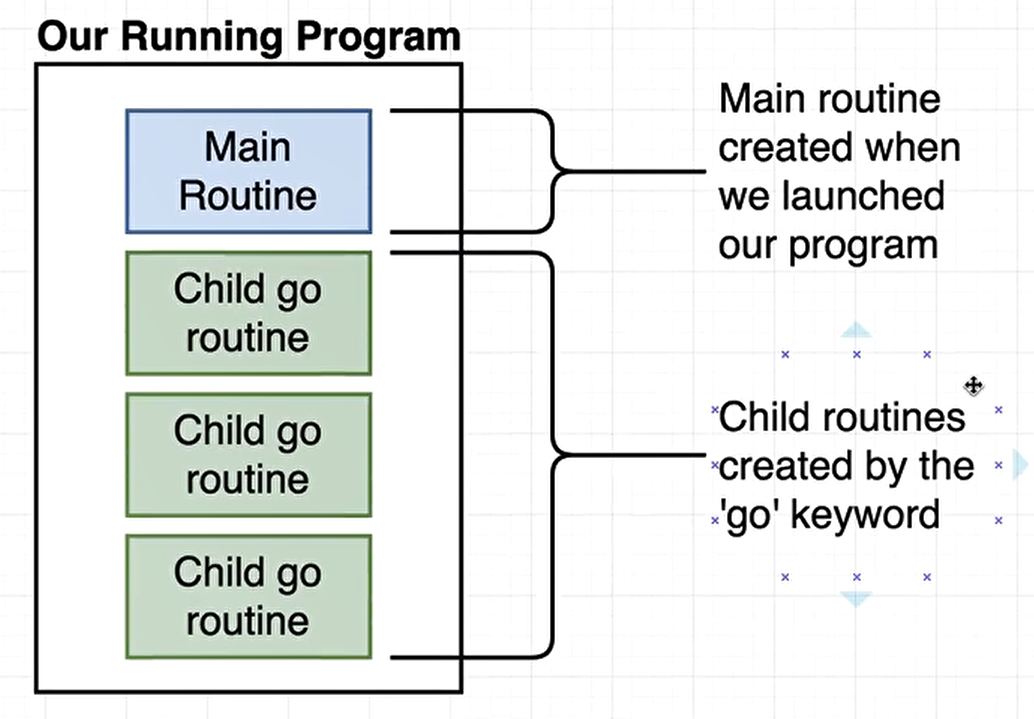 Our Running Program
Main
Routine
Child go
routine
Child go
routine
Child go
routine
Main routine
created when
we launched
our program
Child routines
created by the
'go' keyword